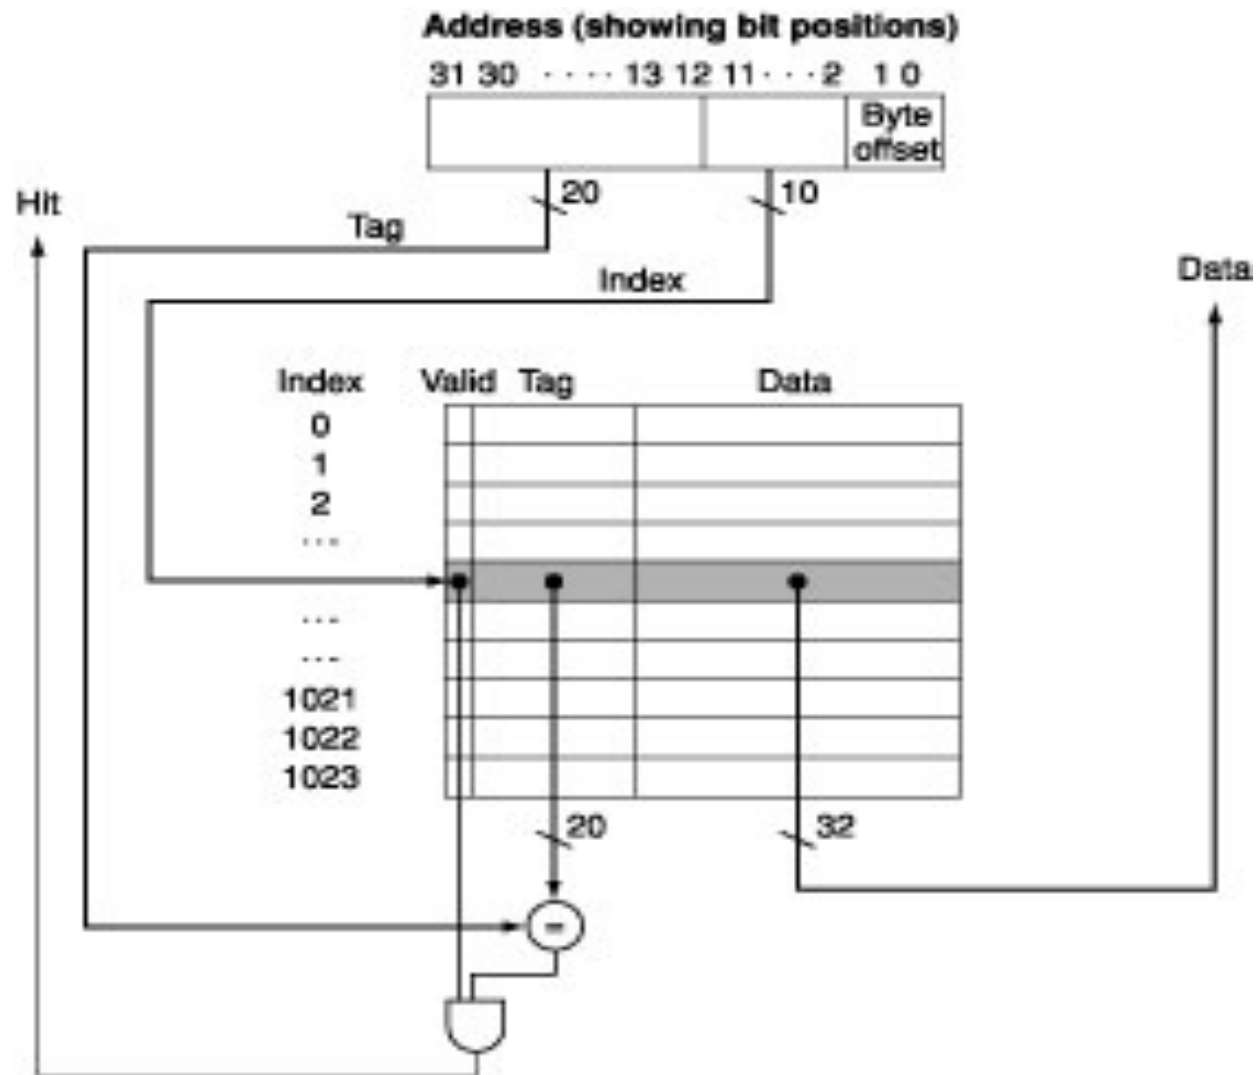 Address (showing bit positions)
31 30 · · · · · 13 12 11 · · · 2 1 0
Byte
offset
20
10
Hit
Tag
Index
Data
Index Valid Tag Data
0
1
2
...
...
...
1021
1022
1023
20
32
=